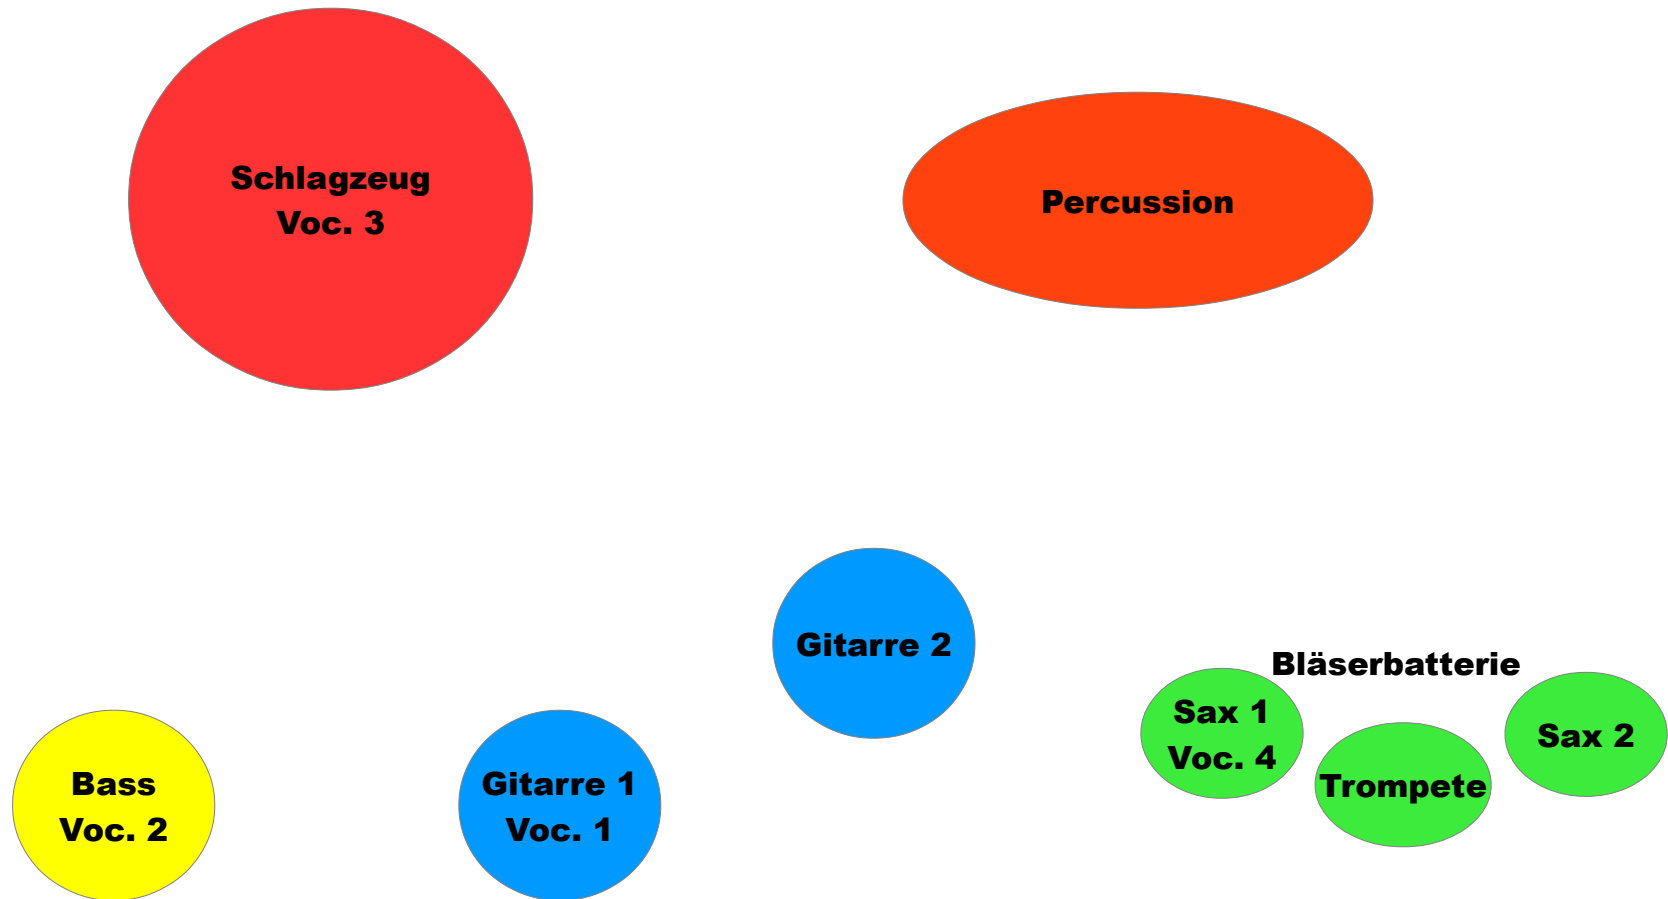 Schlagzeug
Voc. 3
Percussion
Gitarre 2
Bläserbatterie
Sax 1
Voc. 4
Sax 2
Trompete
Bass
Voc. 2
Gitarre 1
Voc. 1